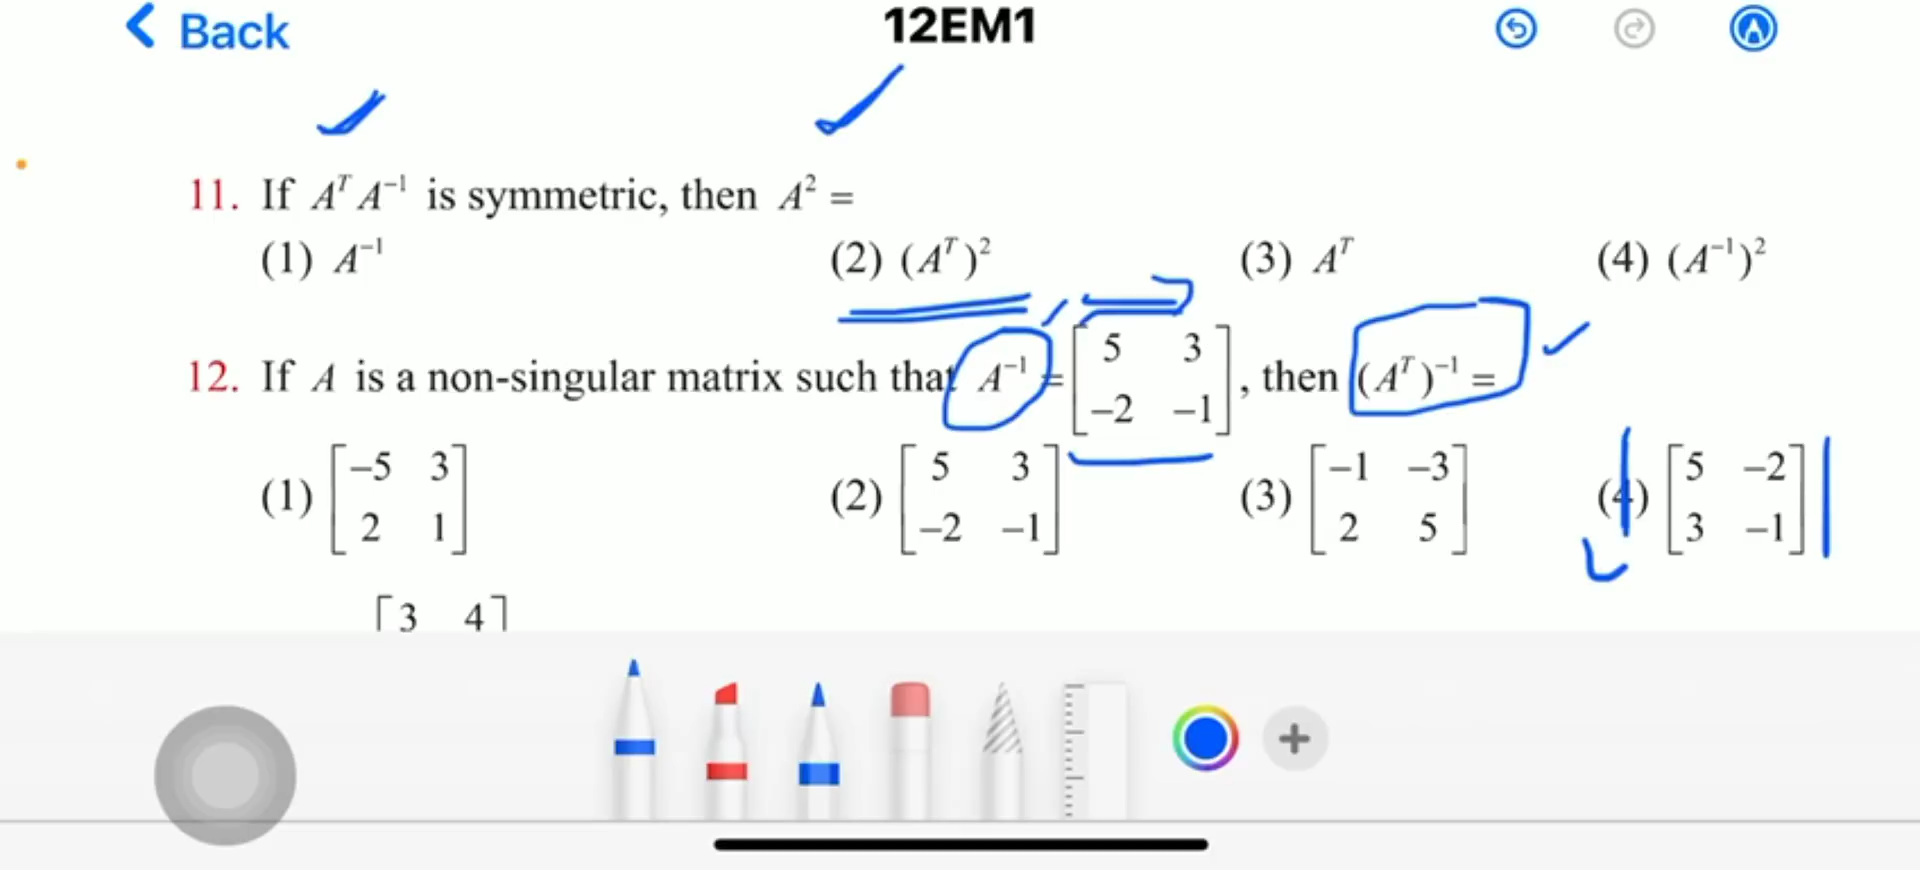 Back
12EM1
11. If A^T A^{-1} is symmetric, then A^2 =
(1) A^{-1} (2) (A^T)^2 (3) A^T (4) (A^{-1})^2
12. If A is a non-singular matrix such that A^{-1} = [5 3; -2 -1], then (A^T)^{-1} =
(1) [-5 3; 2 1] (2) [5 3; -2 -1] (3) [-1 -3; 2 5] (4) [5 -2; 3 -1]
[3 4]